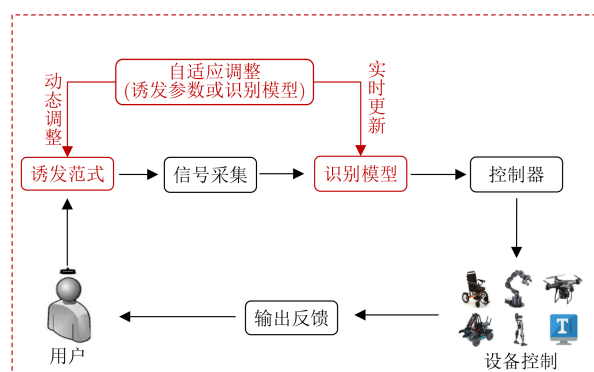 自适应调整
(诱发参数或识别模型)
动态调整
实时更新
诱发范式
信号采集
识别模型
控制器
输出反馈
T
用户
设备控制